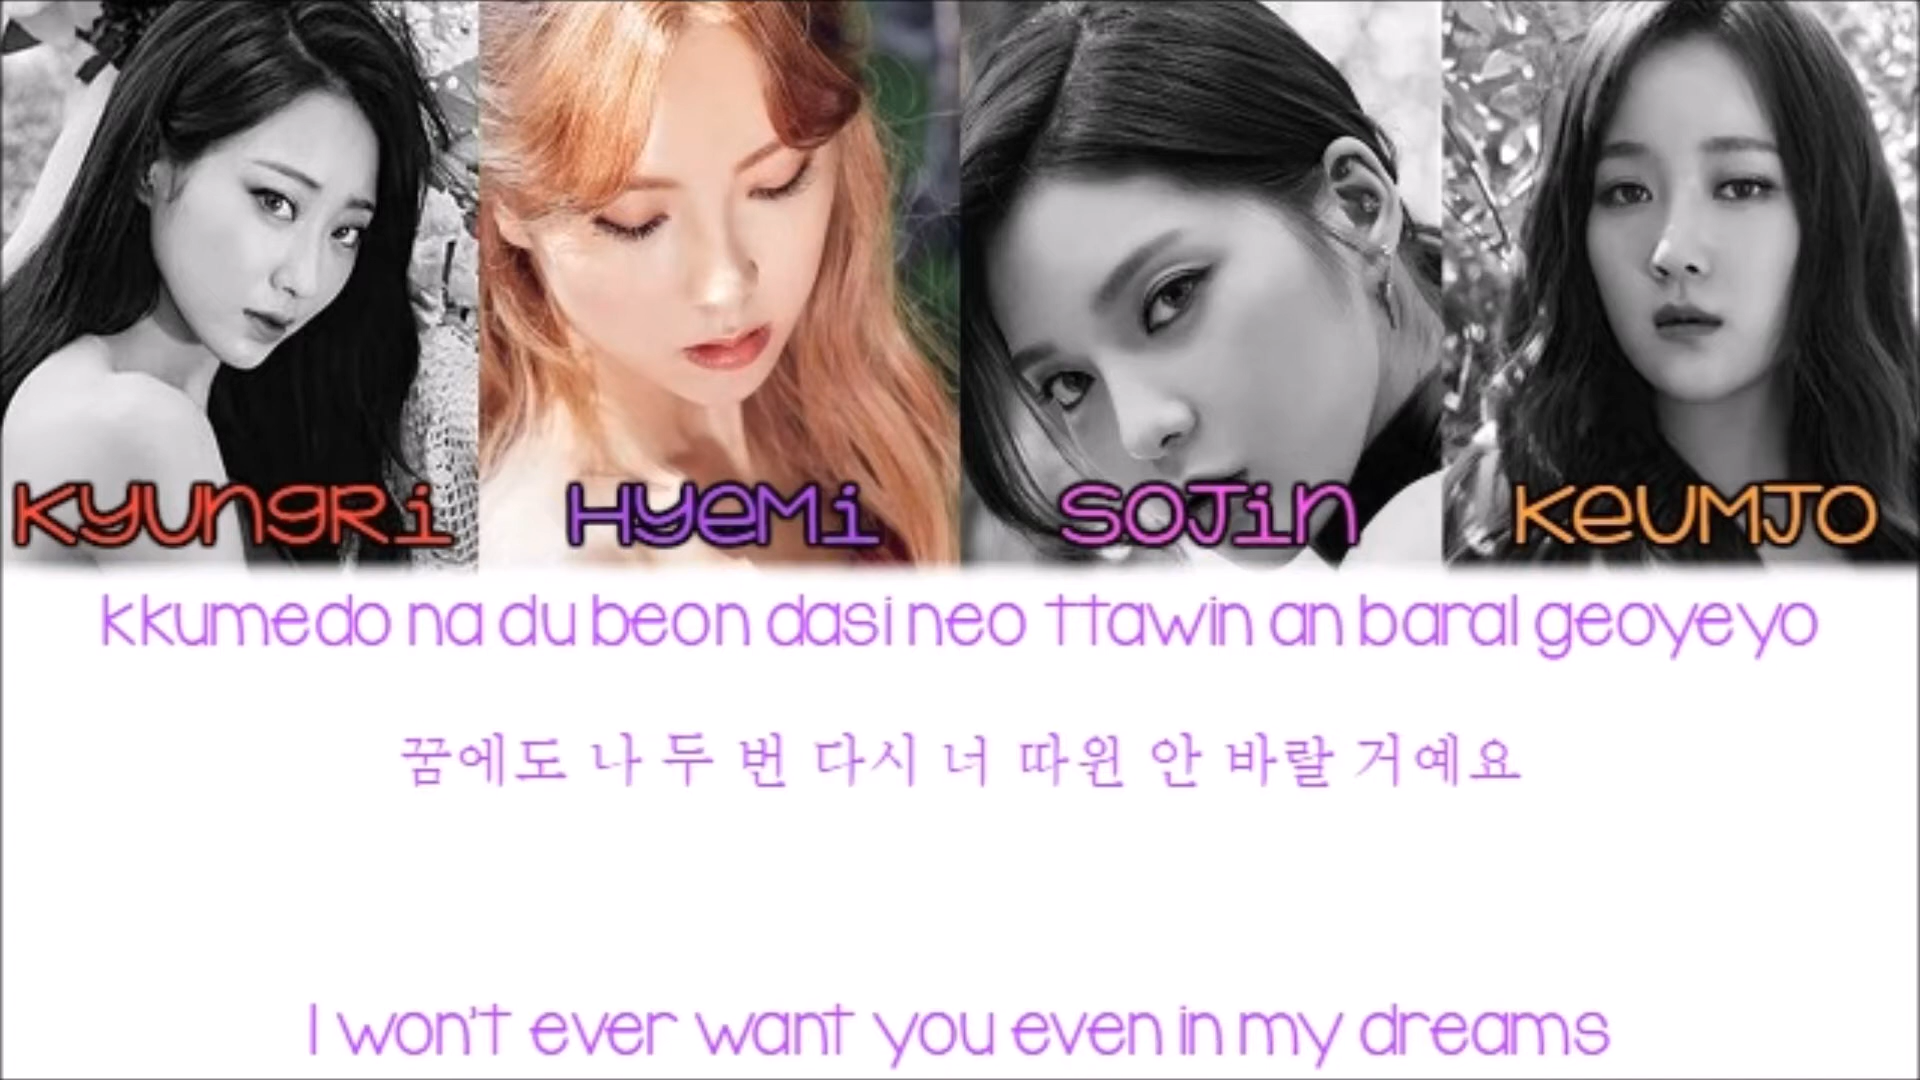 KYUNGRI HYEMI SOJIN KEUMJO
kkumedo na du beon dasi neo ttawin an baral geoyeyo
꿈에도 나 두 번 다시 너 따윈 안 바랄 거예요
I won't ever want you even in my dreams